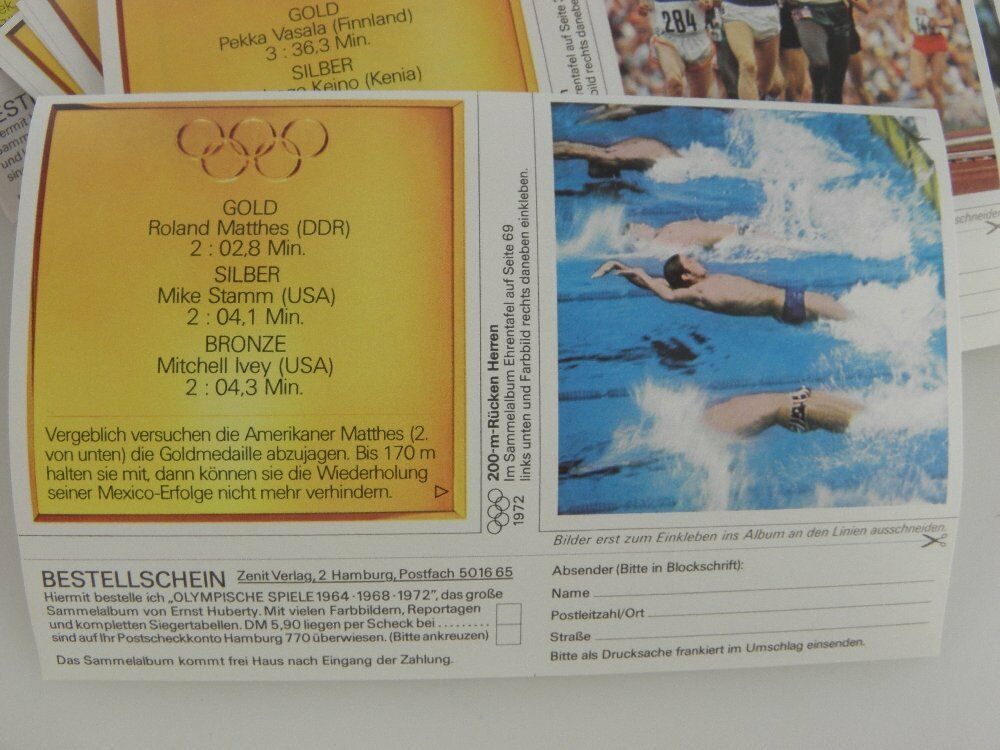 GOLD
Pekka Vasala (Finnland)
3 : 36,3 Min.
SILBER
Keino (Kenia)
284
GOLD
Roland Matthes (DDR)
2 : 02,8 Min.
SILBER
Mike Stamm (USA)
2 : 04,1 Min.
BRONZE
Mitchell Ivey (USA)
2 : 04,3 Min.
Vergeblich versuchen die Amerikaner Matthes (2.
von unten) die Goldmedaille abzujagen. Bis 170 m
halten sie mit, dann können sie die Wiederholung
seiner Mexico-Erfolge nicht mehr verhindern.
1972
200-m-Rücken Herren
Im Sammelalbum Ehrentafel auf Seite 69
links unten und Farbbild rechts daneben einkleben.
Bilder erst zum Einkleben ins Album an den Linien ausschneiden.
BESTELLSCHEIN Zenit Verlag, 2 Hamburg, Postfach 5016 65
Hiermit bestelle ich „OLYMPISCHE SPIELE 1964 · 1968 · 1972", das große
Sammelalbum von Ernst Huberty. Mit vielen Farbbildern, Reportagen
und kompletten Siegertabellen. DM 5,90 liegen per Scheck bei .........
sind auf Ihr Postscheckkonto Hamburg 770 überwiesen. (Bitte ankreuzen)
Das Sammelalbum kommt frei Haus nach Eingang der Zahlung.
Absender (Bitte in Blockschrift):
Name
Postleitzahl/Ort
Straße
Bitte als Drucksache frankiert im Umschlag einsenden.